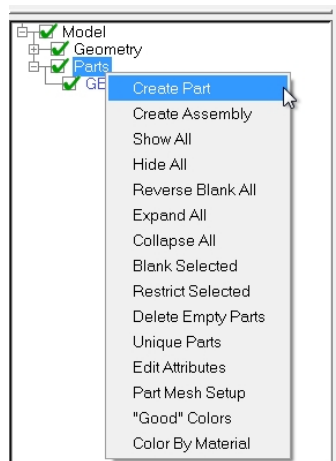 Model
Geometry
Parts
GE
Create Part
Create Assembly
Show All
Hide All
Reverse Blank All
Expand All
Collapse All
Blank Selected
Restrict Selected
Delete Empty Parts
Unique Parts
Edit Attributes
Part Mesh Setup
"Good" Colors
Color By Material